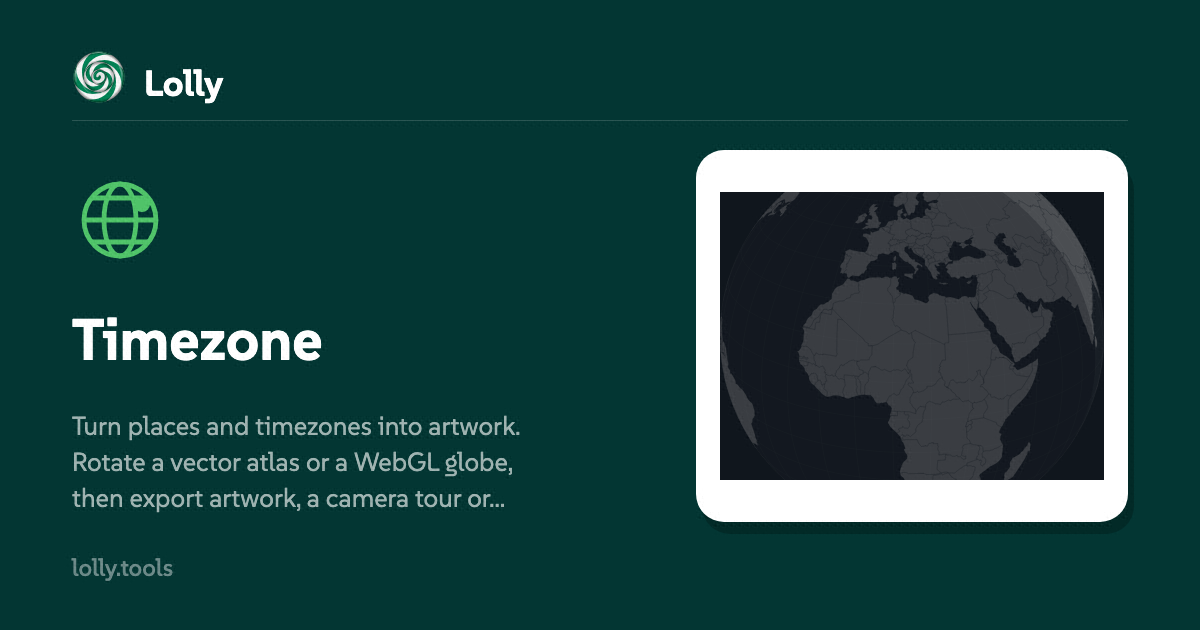 Lolly
Timezone
Turn places and timezones into artwork.
Rotate a vector atlas or a WebGL globe,
then export artwork, a camera tour or...
lolly.tools